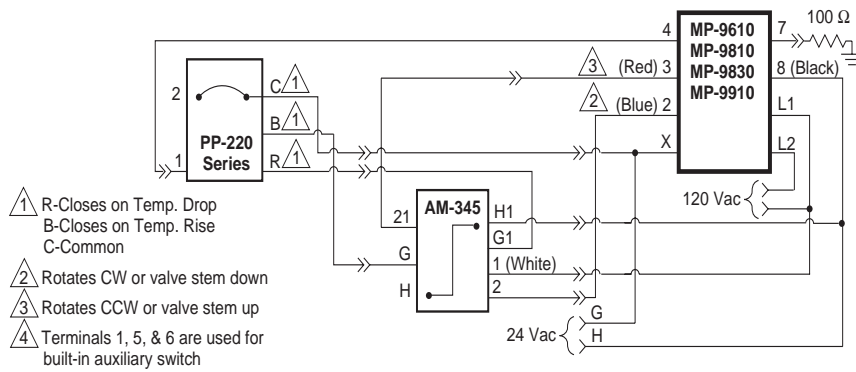 100 Ω
4
MP-9610
MP-9810
MP-9830
MP-9910
7
3 (Red) 3
8 (Black)
2 (Blue) 2
L1
X
L2
120 Vac
2
C 1
B 1
R 1
1
PP-220
Series
21
AM-345
H1
G
G1
1 (White)
H
2
24 Vac
G
H
1 R-Closes on Temp. Drop
B-Closes on Temp. Rise
C-Common
2 Rotates CW or valve stem down
3 Rotates CCW or valve stem up
4 Terminals 1, 5, & 6 are used for
built-in auxiliary switch